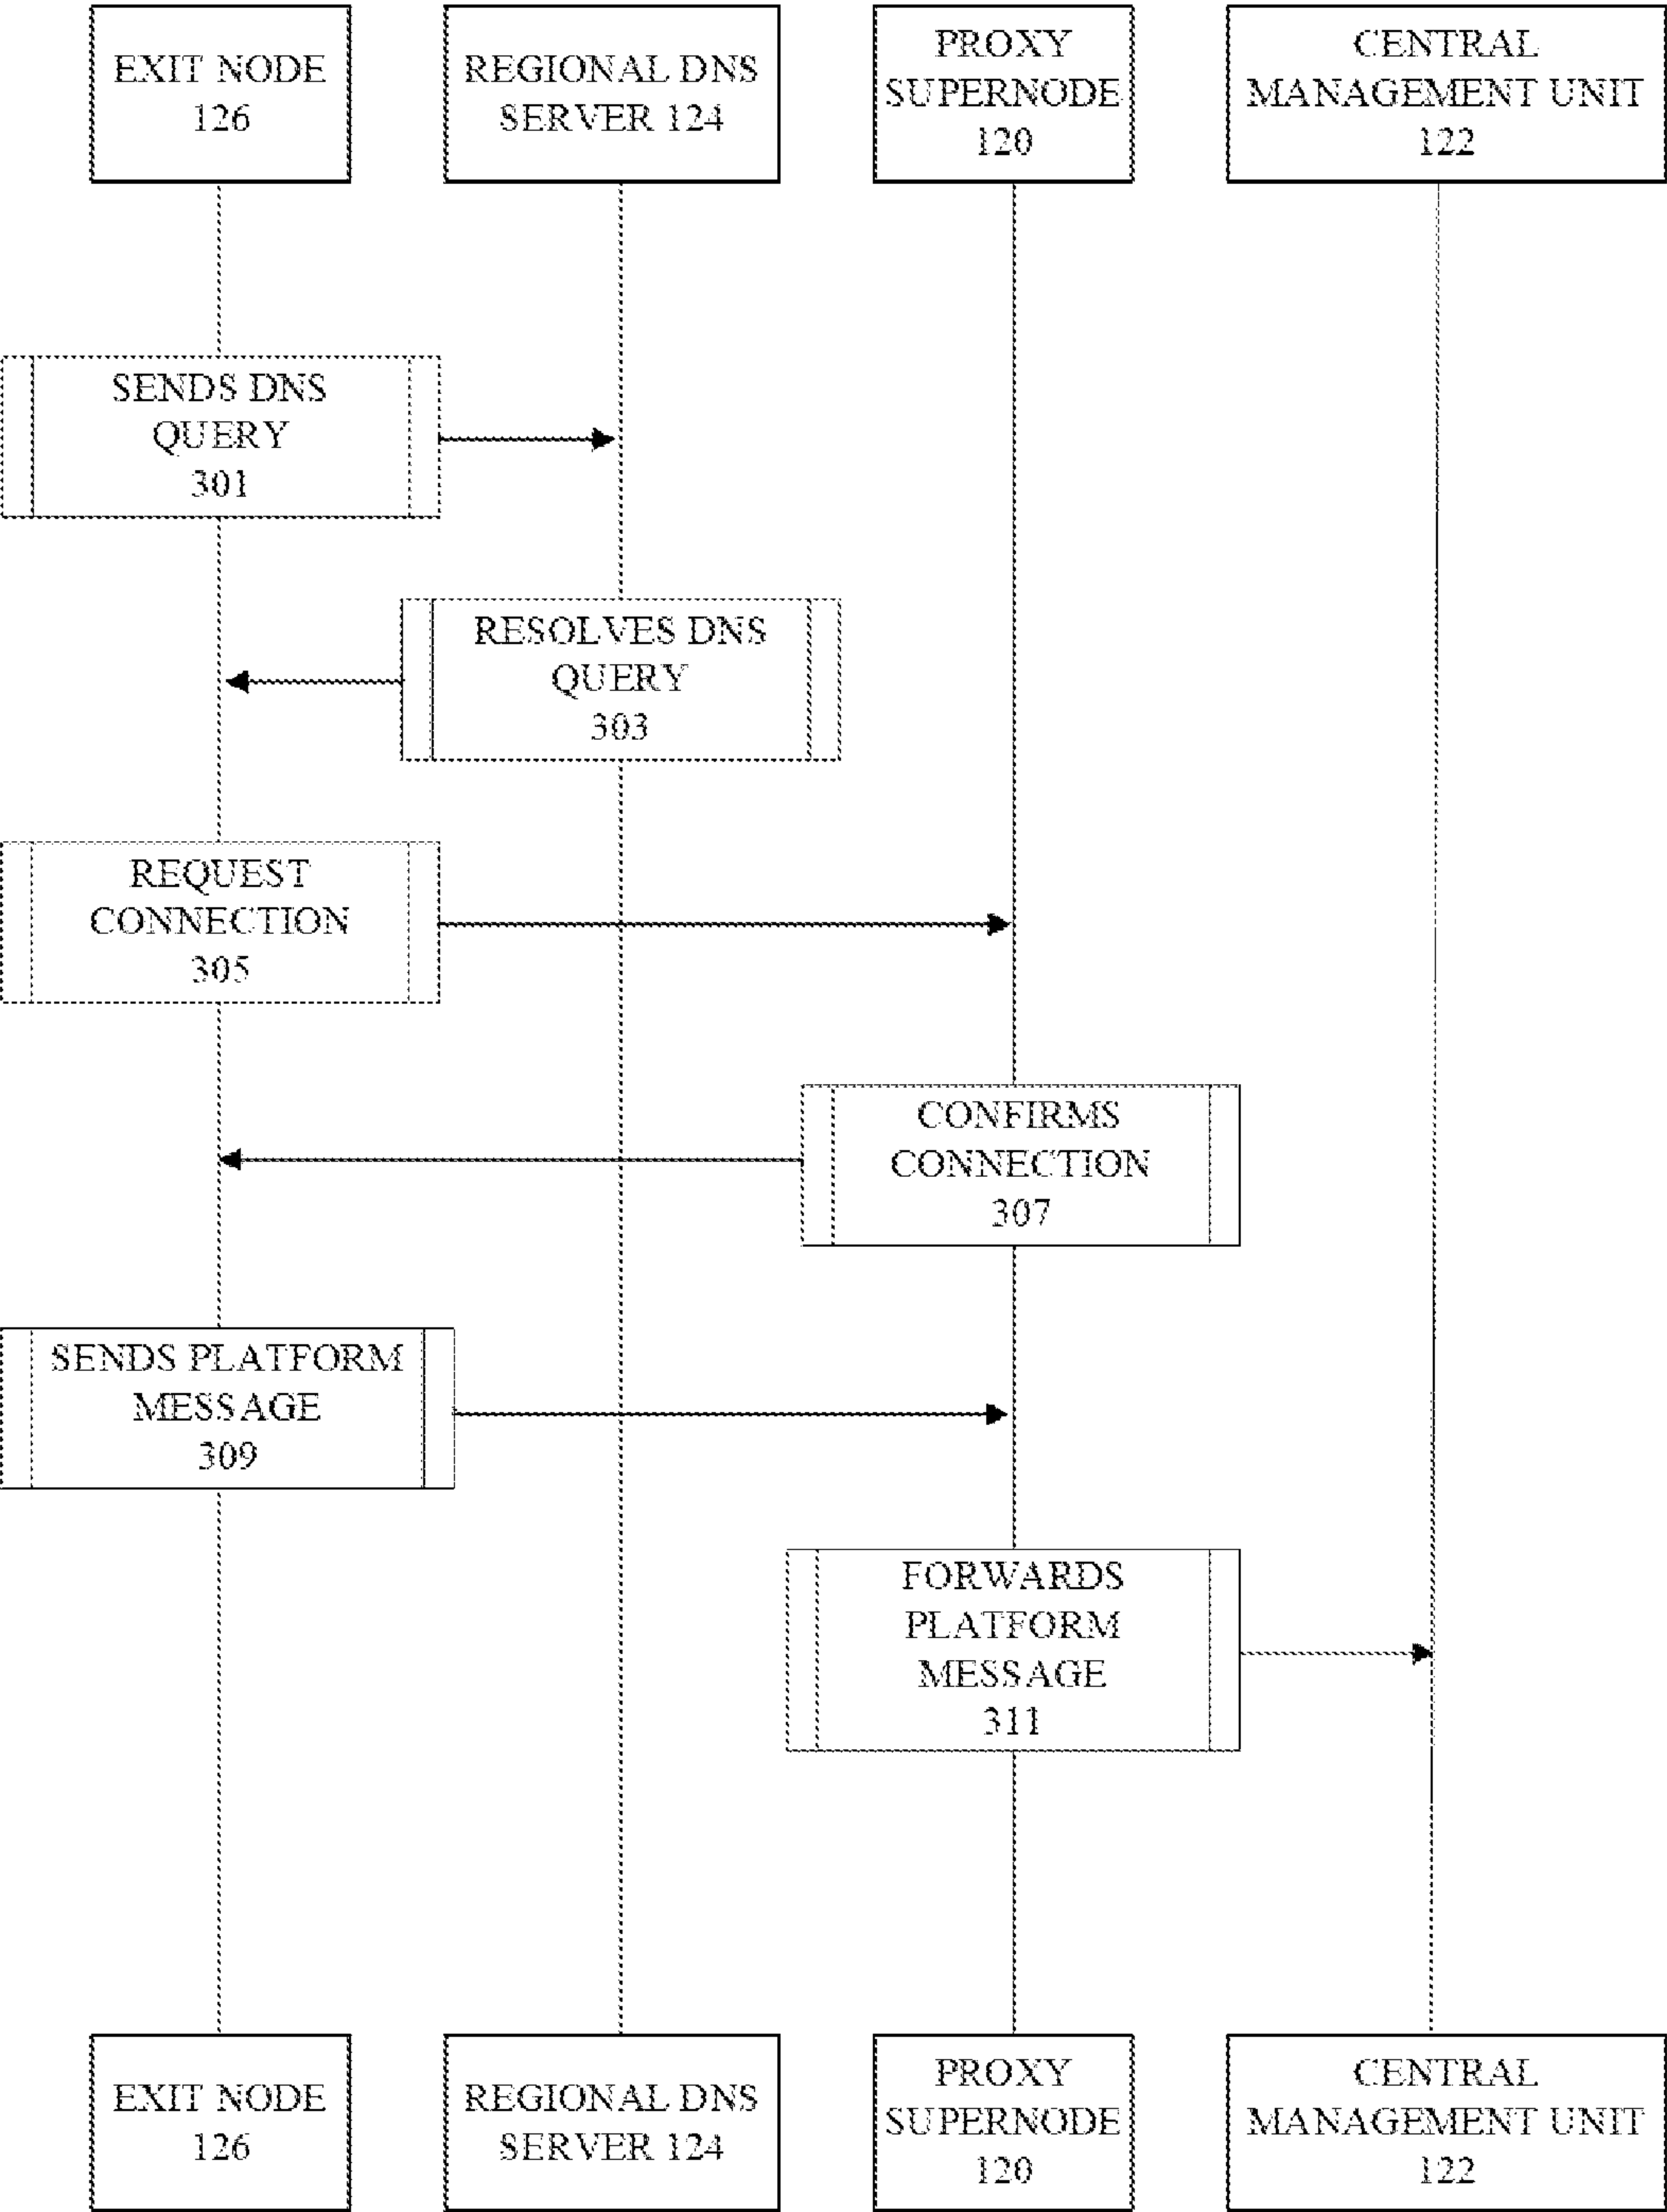 EXIT NODE
126
REGIONAL DNS
SERVER 124
PROXY
SUPERNODE
120
CENTRAL
MANAGEMENT UNIT
122
SENDS DNS
QUERY
301
RESOLVES DNS
QUERY
303
REQUEST
CONNECTION
305
CONFIRMS
CONNECTION
307
SENDS PLATFORM
MESSAGE
309
FORWARDS
PLATFORM
MESSAGE
311
EXIT NODE
126
REGIONAL DNS
SERVER 124
PROXY
SUPERNODE
120
CENTRAL
MANAGEMENT UNIT
122